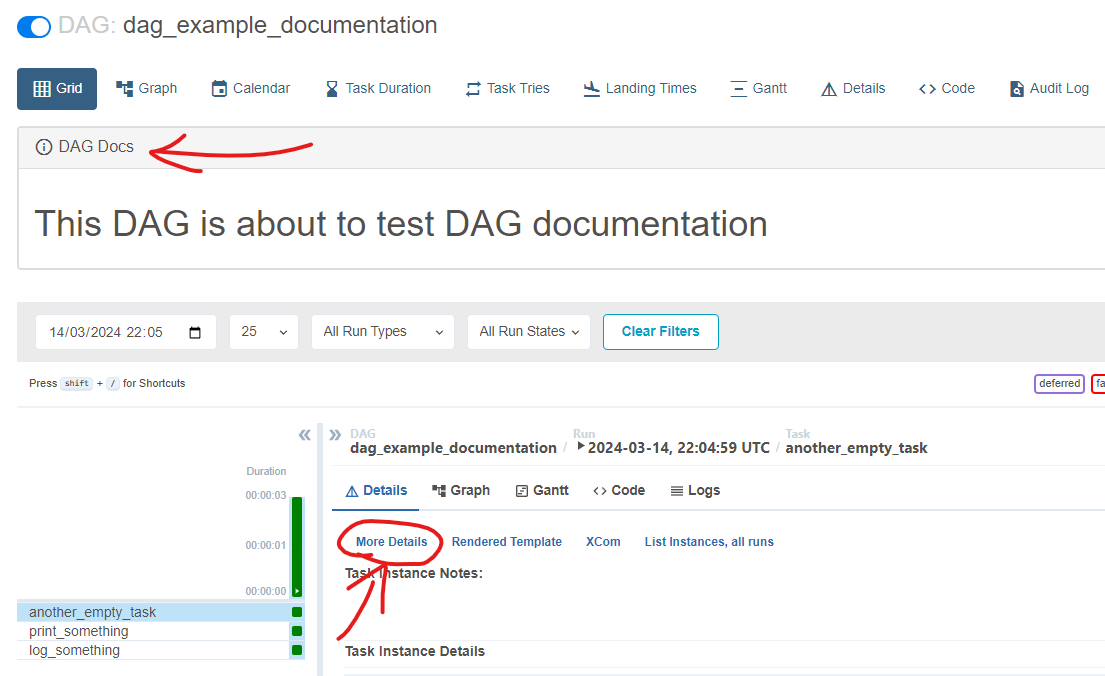 DAG: dag_example_documentation
Grid Graph Calendar Task Duration Task Tries Landing Times Gantt Details Code Audit Log
DAG Docs
This DAG is about to test DAG documentation
14/03/2024 22:05 25 All Run Types All Run States Clear Filters
Press shift + / for Shortcuts
deferred fa
DAG Run Task
dag_example_documentation / 2024-03-14, 22:04:59 UTC / another_empty_task
Duration
00:00:03
00:00:01
00:00:00
Details Graph Gantt Code Logs
More Details Rendered Template XCom List Instances, all runs
Task Instance Notes:
another_empty_task
print_something
log_something
Task Instance Details